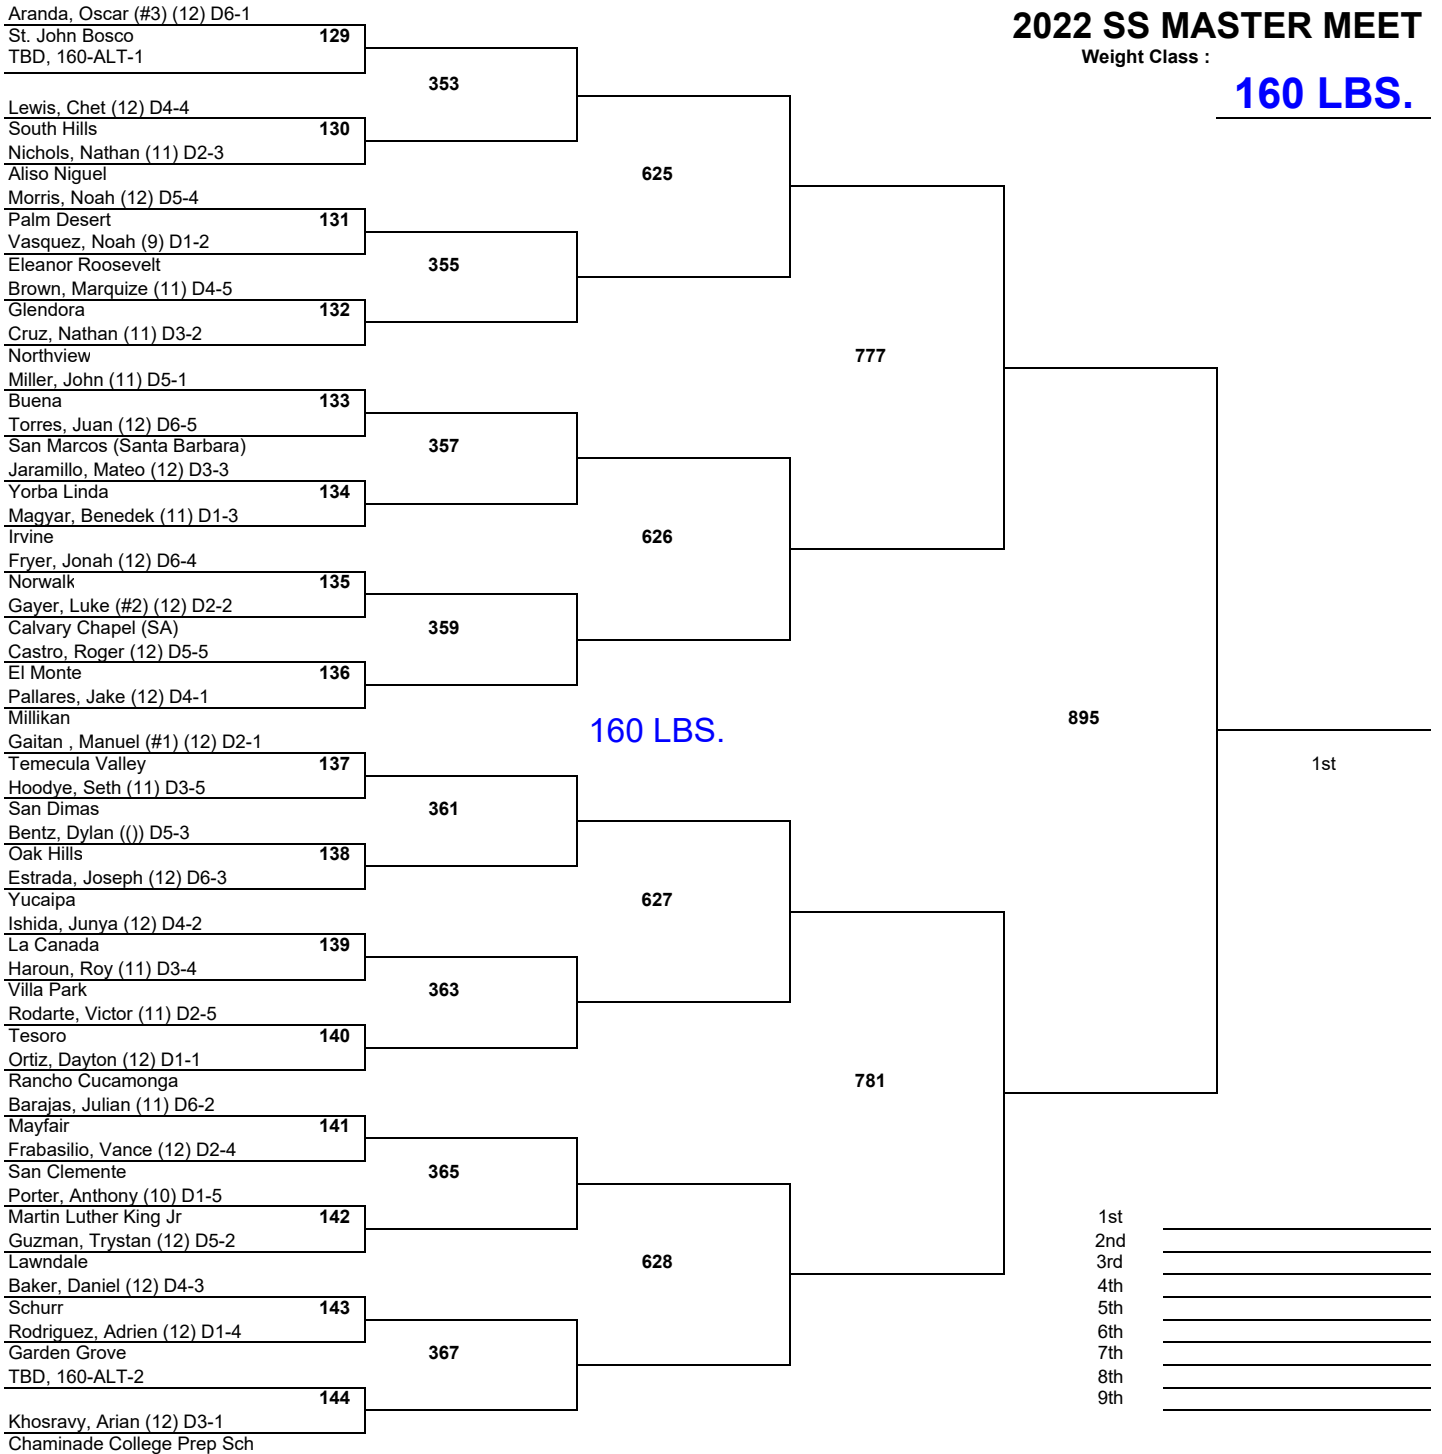 2022 SS MASTER MEET
Weight Class :
160 LBS.
Aranda, Oscar (#3) (12) D6-1
St. John Bosco
129
TBD, 160-ALT-1
353
Lewis, Chet (12) D4-4
South Hills
130
Nichols, Nathan (11) D2-3
Aliso Niguel
625
Morris, Noah (12) D5-4
Palm Desert
131
Vasquez, Noah (9) D1-2
Eleanor Roosevelt
355
Brown, Marquize (11) D4-5
Glendora
132
Cruz, Nathan (11) D3-2
Northview
777
Miller, John (11) D5-1
Buena
133
Torres, Juan (12) D6-5
San Marcos (Santa Barbara)
357
Jaramillo, Mateo (12) D3-3
Yorba Linda
134
Magyar, Benedek (11) D1-3
Irvine
626
Fryer, Jonah (12) D6-4
Norwalk
135
Gayer, Luke (#2) (12) D2-2
Calvary Chapel (SA)
359
Castro, Roger (12) D5-5
El Monte
136
Pallares, Jake (12) D4-1
Millikan
895
160 LBS.
Gaitan , Manuel (#1) (12) D2-1
Temecula Valley
137
1st
Hoodye, Seth (11) D3-5
San Dimas
361
Bentz, Dylan (()) D5-3
Oak Hills
138
Estrada, Joseph (12) D6-3
Yucaipa
627
Ishida, Junya (12) D4-2
La Canada
139
Haroun, Roy (11) D3-4
Villa Park
363
Rodarte, Victor (11) D2-5
Tesoro
140
Ortiz, Dayton (12) D1-1
Rancho Cucamonga
781
Barajas, Julian (11) D6-2
Mayfair
141
Frabasilio, Vance (12) D2-4
San Clemente
365
Porter, Anthony (10) D1-5
Martin Luther King Jr
142
Guzman, Trystan (12) D5-2
Lawndale
628
Baker, Daniel (12) D4-3
Schurr
143
Rodriguez, Adrien (12) D1-4
Garden Grove
367
TBD, 160-ALT-2
144
Khosravy, Arian (12) D3-1
Chaminade College Prep Sch
1st
2nd
3rd
4th
5th
6th
7th
8th
9th